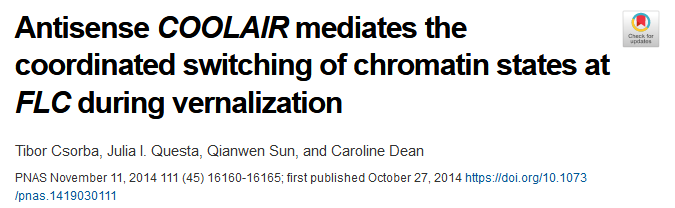 Antisense COOLAIR mediates the
coordinated switching of chromatin states at
FLC during vernalization
Check for
updates
Tibor Csorba, Julia I. Questa, Qianwen Sun, and Caroline Dean
PNAS November 11, 2014 111 (45) 16160-16165; first published October 27, 2014 https://doi.org/10.1073
/pnas.1419030111